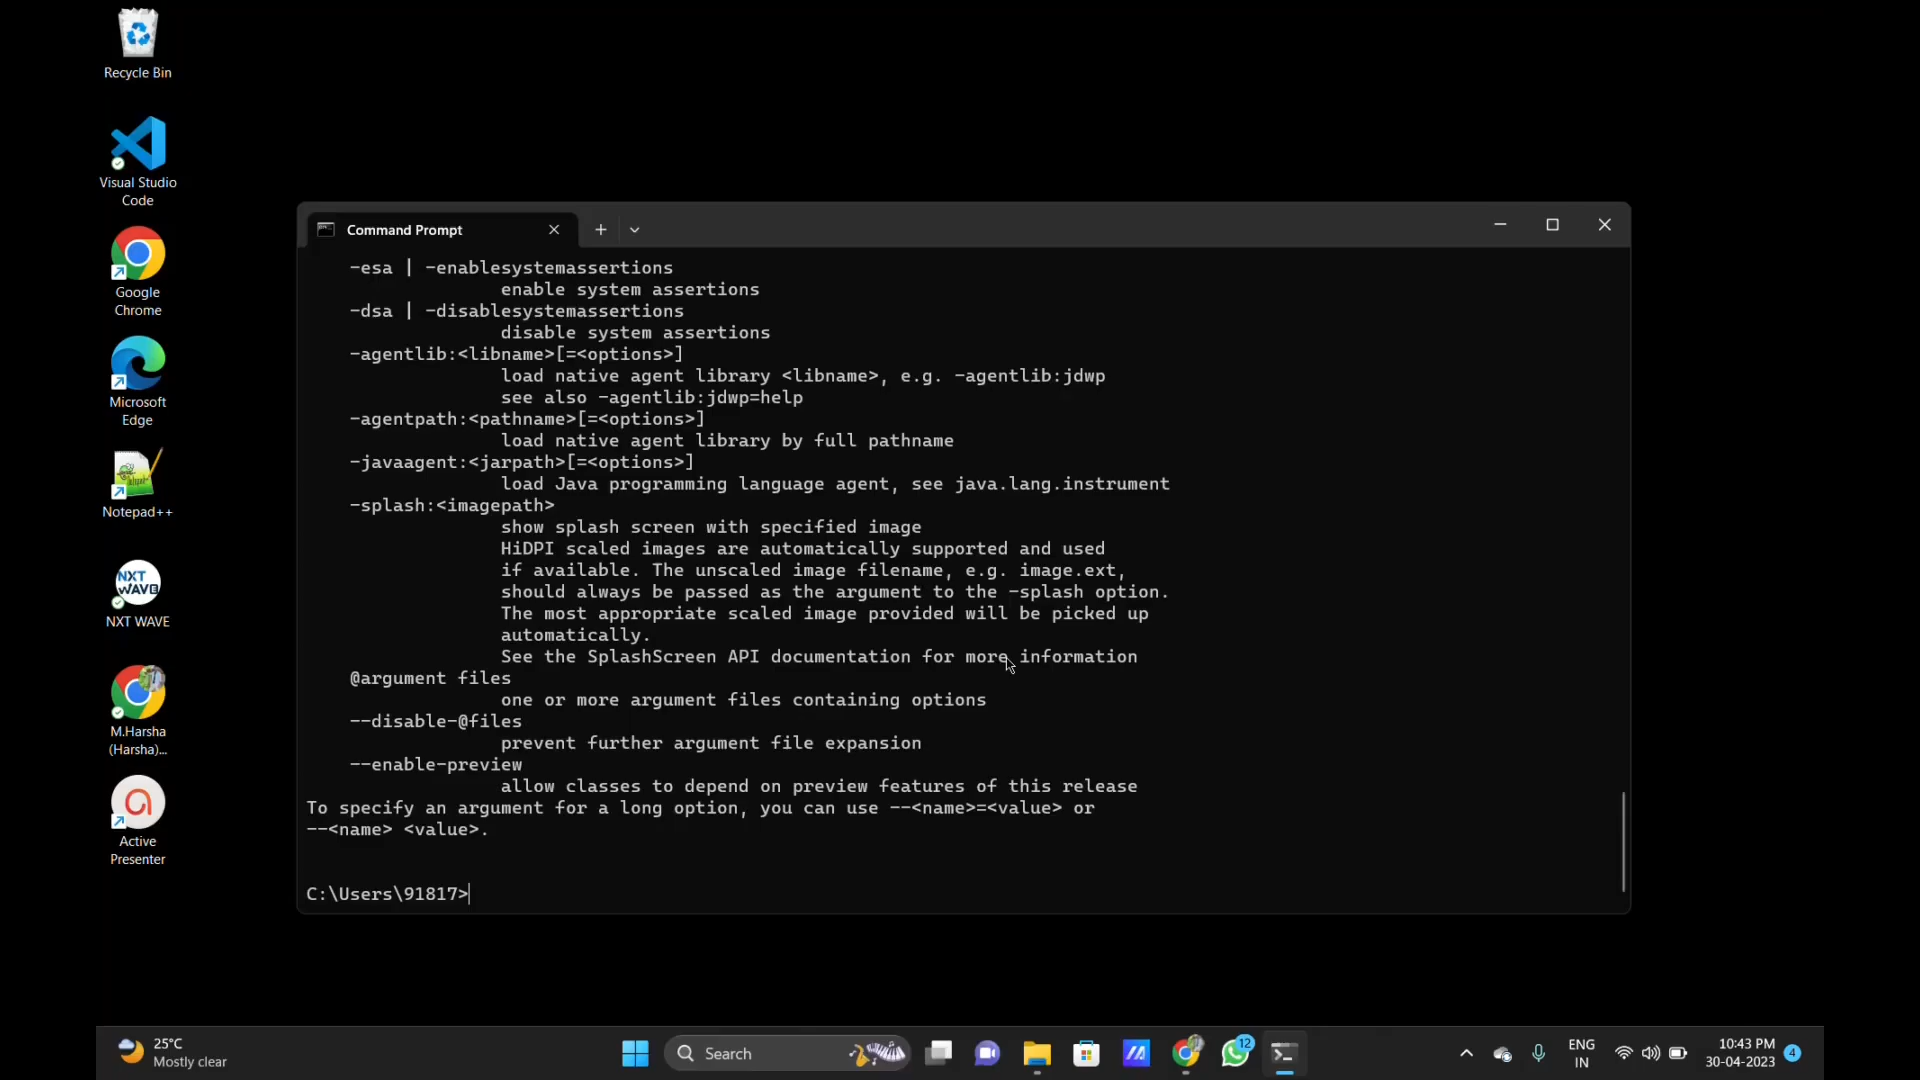 Recycle Bin
Visual Studio
Code
Google
Chrome
Microsoft
Edge
Notepad++
NXT
WAVE
NXT WAVE
M.Harsha
(Harsha)...
Active
Presenter
Command Prompt
-esa | -enablesystemassertions
enable system assertions
-dsa | -disablesystemassertions
disable system assertions
-agentlib:<libname>[=<options>]
load native agent library <libname>, e.g. -agentlib:jdwp
see also -agentlib:jdwp=help
-agentpath:<pathname>[=<options>]
load native agent library by full pathname
-javaagent:<jarpath>[=<options>]
load Java programming language agent, see java.lang.instrument
-splash:<imagepath>
show splash screen with specified image
HiDPI scaled images are automatically supported and used
if available. The unscaled image filename, e.g. image.ext,
should always be passed as the argument to the -splash option.
The most appropriate scaled image provided will be picked up
automatically.
See the SplashScreen API documentation for more information
@argument files
one or more argument files containing options
--disable-@files
prevent further argument file expansion
--enable-preview
allow classes to depend on preview features of this release
To specify an argument for a long option, you can use --<name>=<value> or
--<name> <value>.
C:\Users\91817>
25°C
Mostly clear
Search
12
ENG
IN
10:43 PM
30-04-2023
4